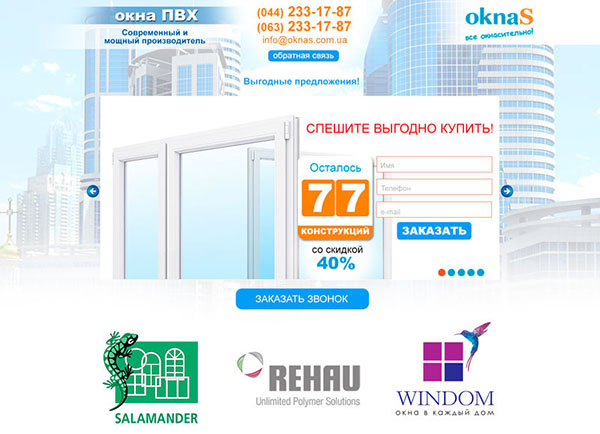 окна ПВХ
Современный и
мощный производитель
(044) 233-17-87
(063) 233-17-87
info@oknas.com.ua
обратная связь
oknaS
все окнасительно!
Выгодные предложения!
СПЕШИТЕ ВЫГОДНО КУПИТЬ!
Осталось
77
КОНСТРУКЦИЙ
со скидкой
40%
Имя
Телефон
e-mail
ЗАКАЗАТЬ
ЗАКАЗАТЬ ЗВОНОК
SALAMANDER
REHAU
Unlimited Polymer Solutions
WINDOM
окна в каждый дом